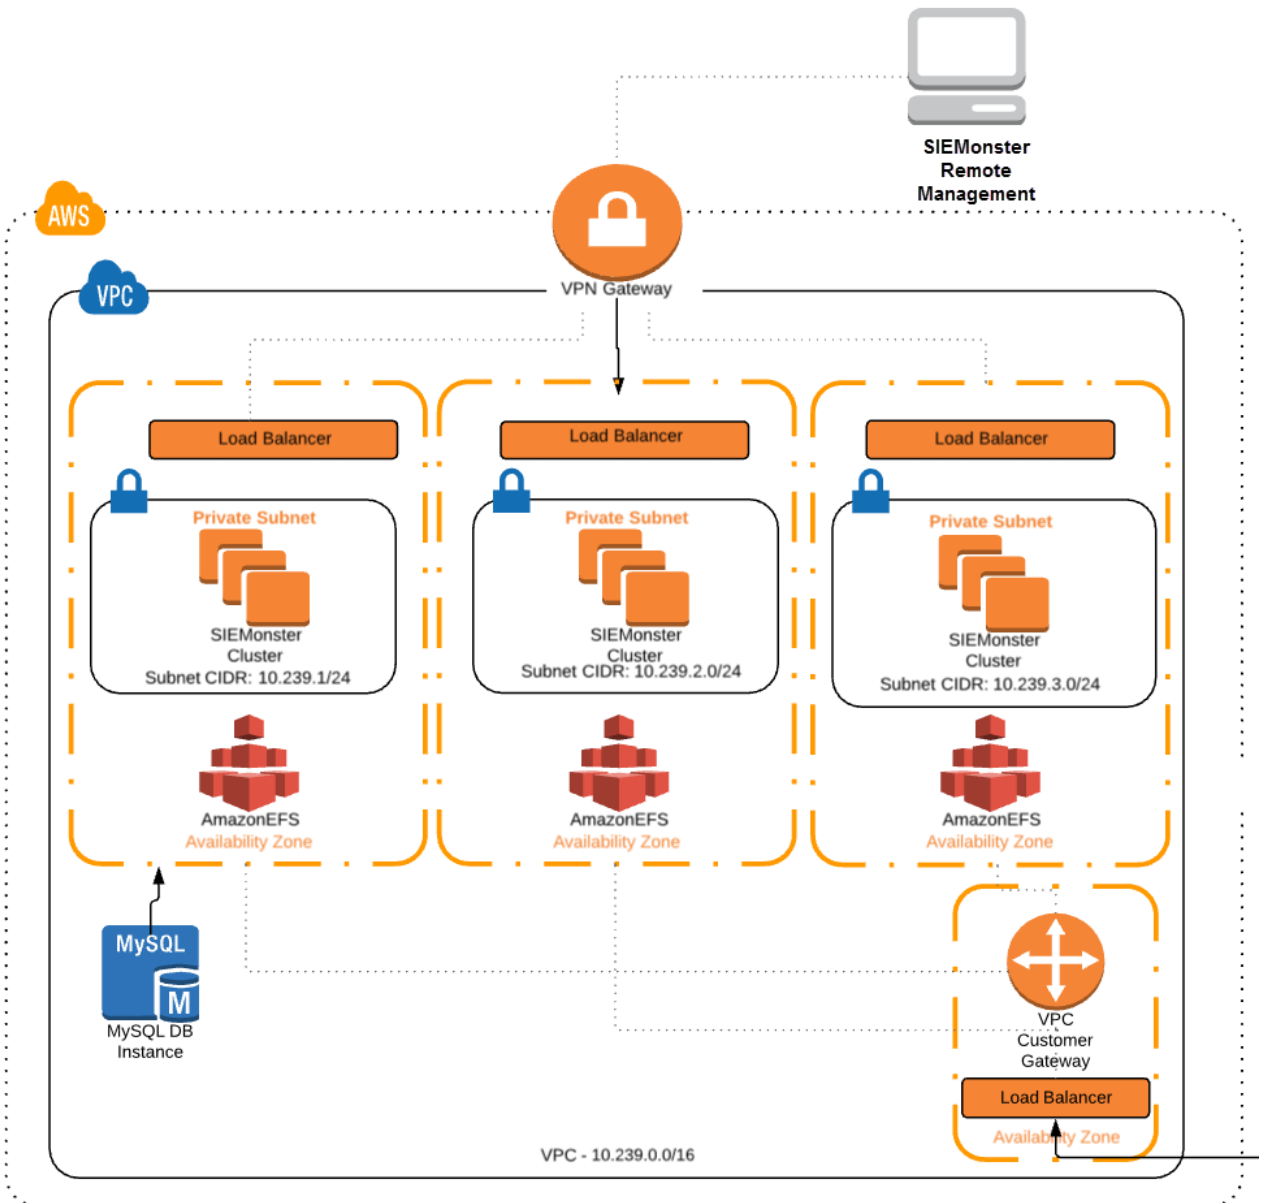 SIEMonster
Remote
Management
AWS
VPN Gateway
VPC
Load Balancer
Load Balancer
Load Balancer
Private Subnet
SIEMonster
Cluster
Subnet CIDR: 10.239.1/24
Private Subnet
SIEMonster
Cluster
Subnet CIDR: 10.239.2.0/24
Private Subnet
SIEMonster
Cluster
Subnet CIDR: 10.239.3.0/24
AmazonEFS
Availability Zone
AmazonEFS
Availability Zone
AmazonEFS
Availability Zone
MySQL
M
MySQL DB
Instance
VPC
Customer
Gateway
Load Balancer
Availability Zone
VPC - 10.239.0.0/16